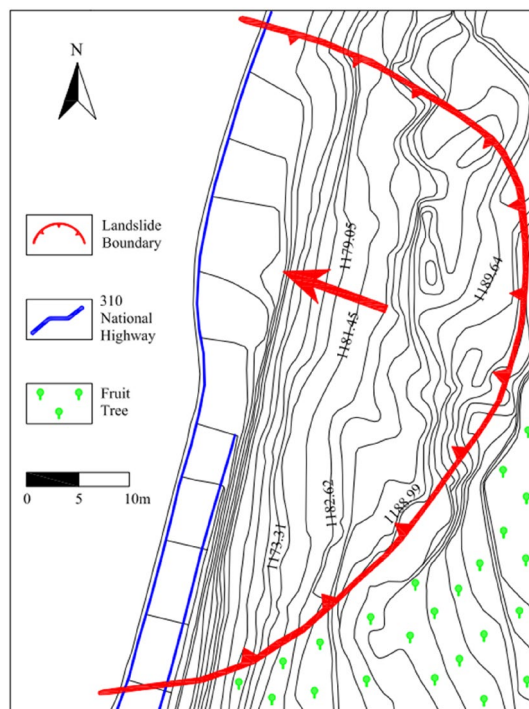 N
Landslide
Boundary
310
National
Highway
Fruit
Tree
0 5 10m
1179.05
1181.45
1189.64
1182.62
1188.99
1173.31